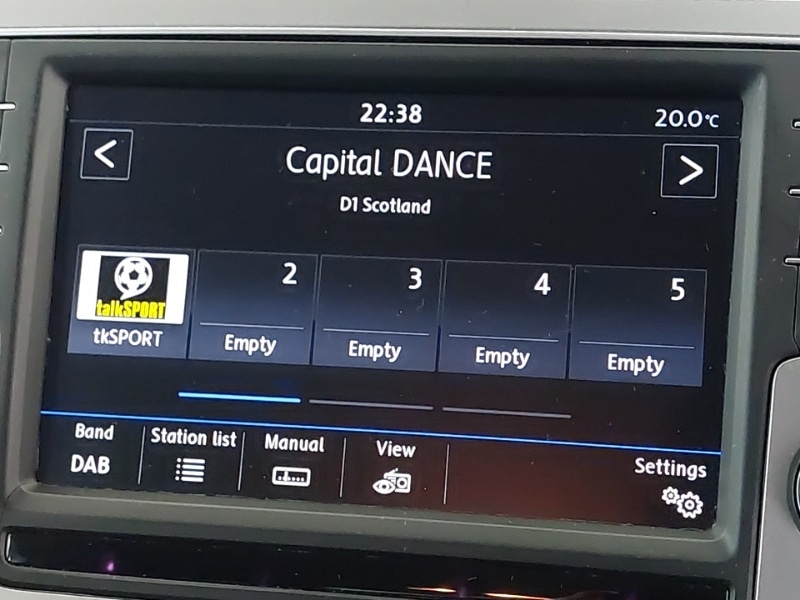 22:38
20.0°C
<
Capital DANCE
>
D1 Scotland
talkSPORT
tkSPORT
2
Empty
3
Empty
4
Empty
5
Empty
Band
DAB
Station list
Manual
View
Settings